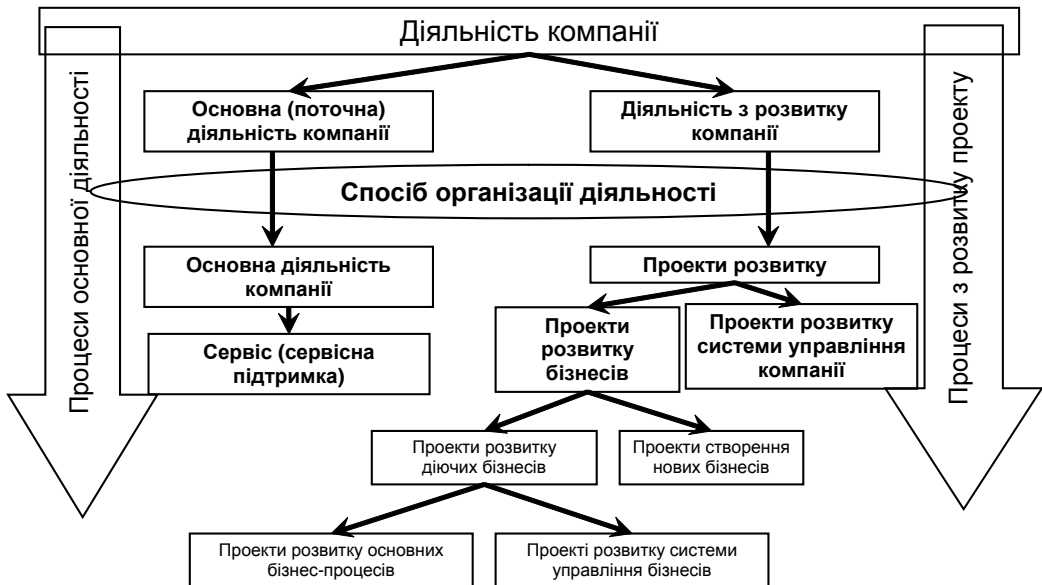 Діяльність компанії
Процеси основної діяльності
Процеси з розвитку проекту
Основна (поточна)
діяльність компанії
Діяльність з розвитку
компанії
Спосіб організації діяльності
Основна діяльність
компанії
Проекти розвитку
Сервіс (сервісна
підтримка)
Проекти
розвитку
бізнесів
Проекти розвитку
системи управління
компанії
Проекти розвитку
діючих бізнесів
Проекти створення
нових бізнесів
Проекти розвитку основних
бізнес-процесів
Проекті розвитку системи
управління бізнесів